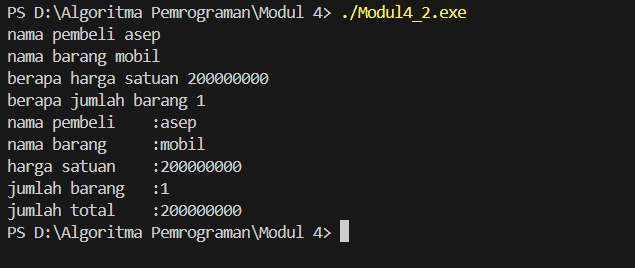 PS D:\Algoritma Pemrograman\Modul 4> ./Modul4_2.exe
nama pembeli asep
nama barang mobil
berapa harga satuan 200000000
berapa jumlah barang 1
nama pembeli    :asep
nama barang     :mobil
harga satuan    :200000000
jumlah barang   :1
jumlah total    :200000000
PS D:\Algoritma Pemrograman\Modul 4>